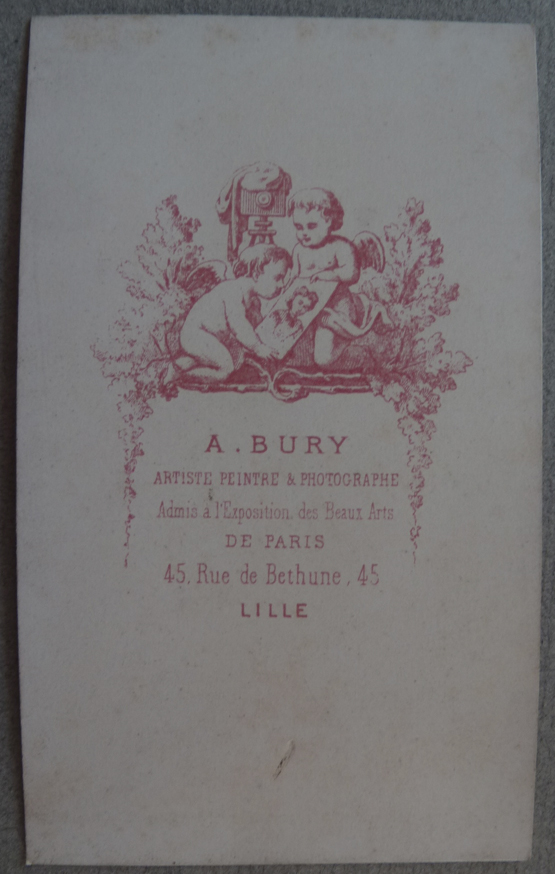 A. BURY
ARTISTE PEINTRE & PHOTOGRAPHE
Admis à l'Exposition. des Beaux Arts
DE PARIS
45, Rue de Bethune, 45
LILLE